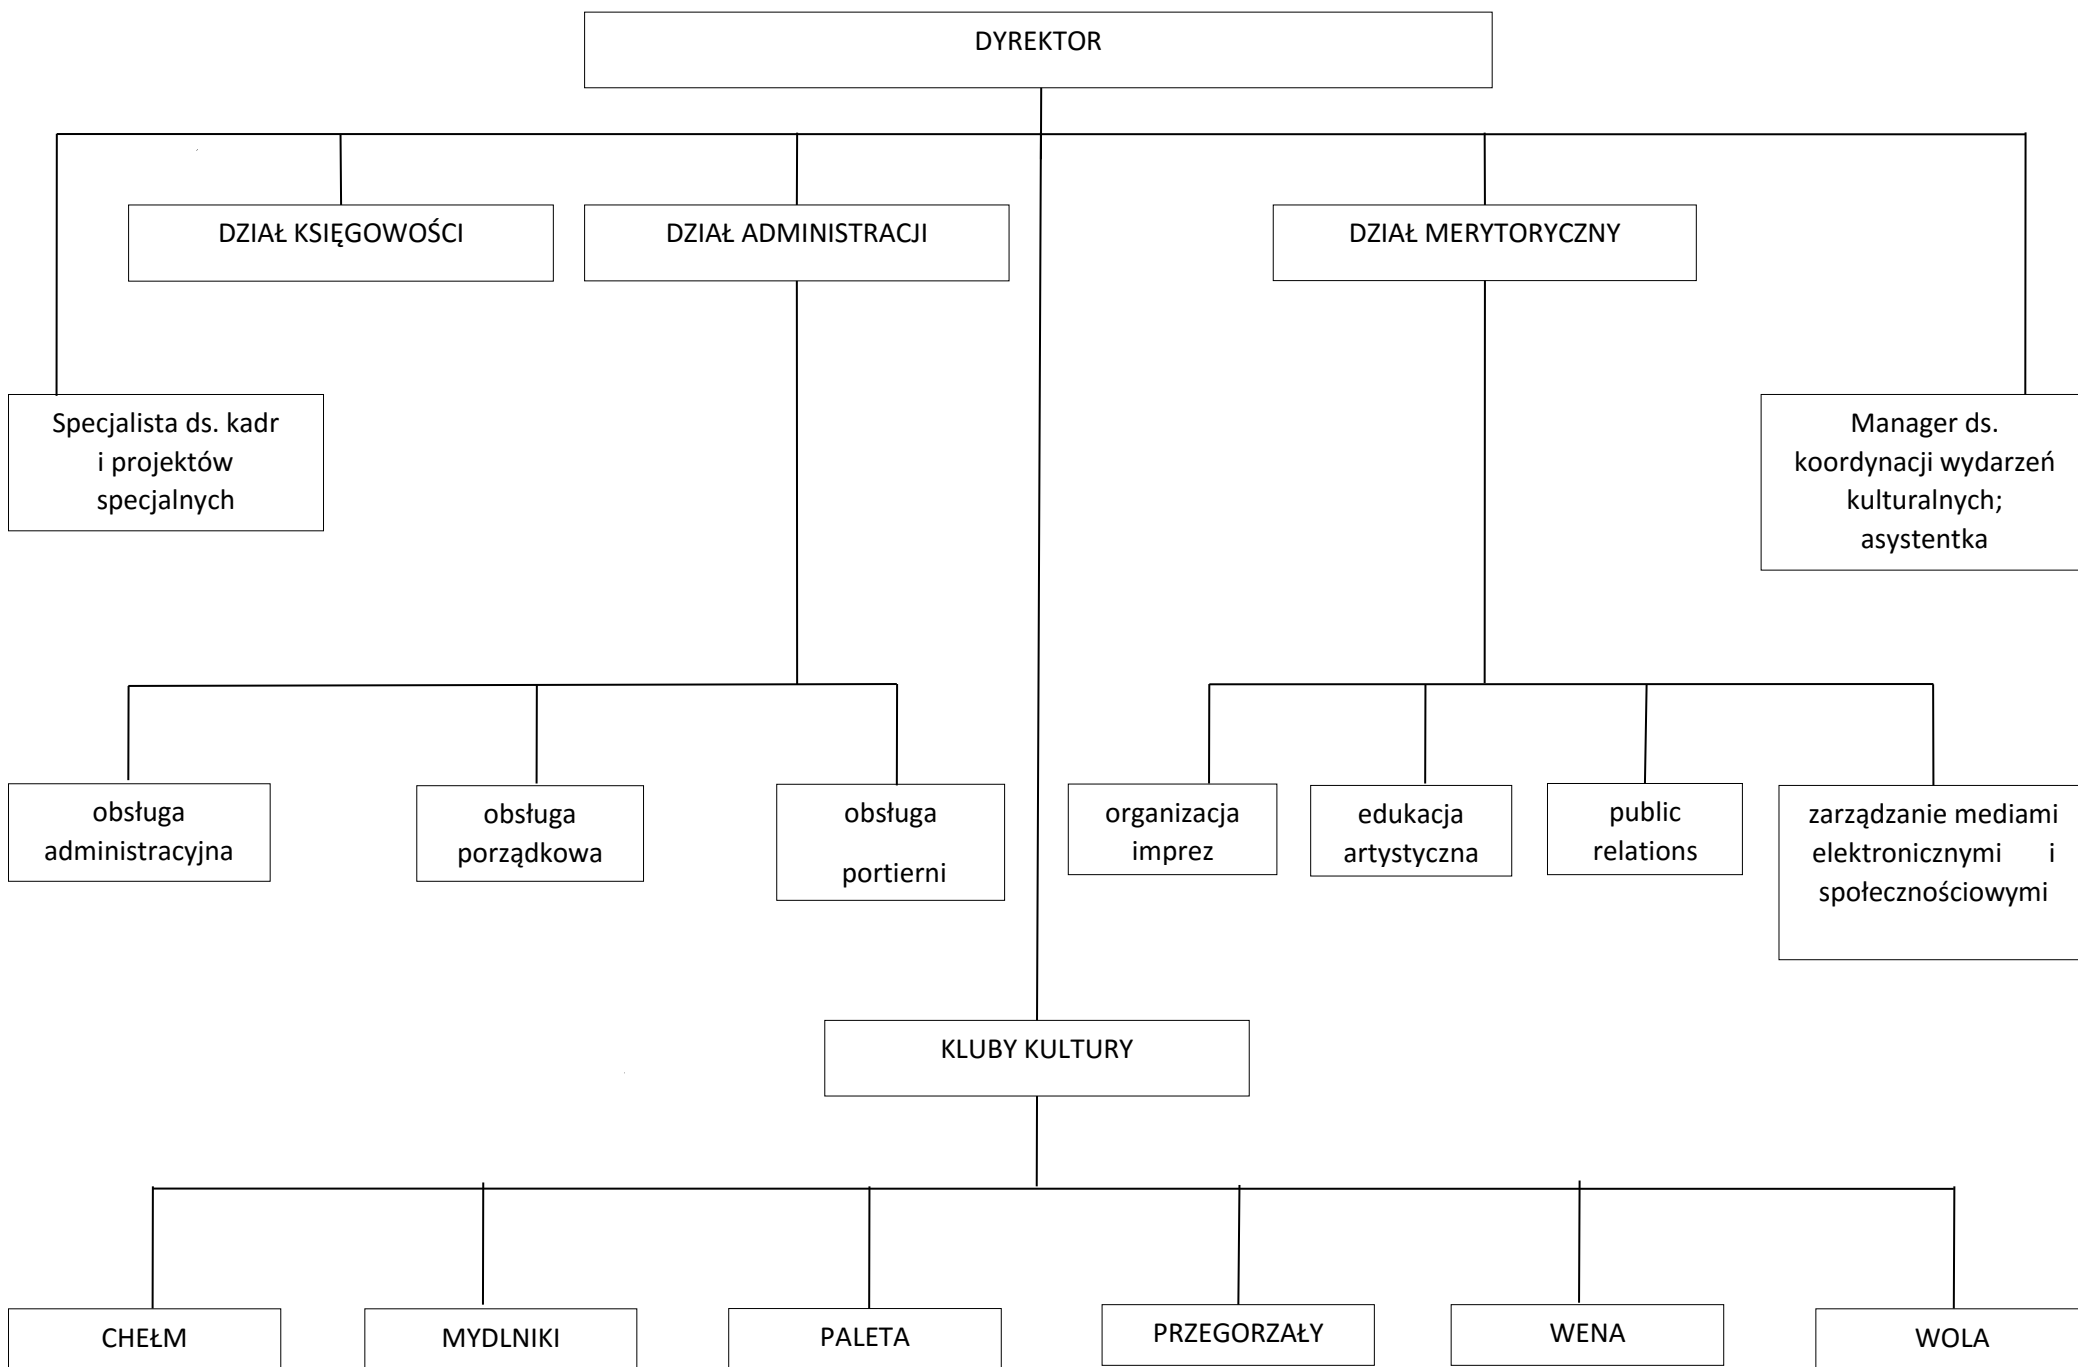 DYREKTOR
DZIAŁ KSIĘGOWOŚCI
DZIAŁ ADMINISTRACJI
DZIAŁ MERYTORYCZNY
Specjalista ds. kadr
i projektów
specjalnych
Manager ds.
koordynacji wydarzeń
kulturalnych;
asystentka
obsługa
administracyjna
obsługa
porządkowa
obsługa
portierni
organizacja
imprez
edukacja
artystyczna
public
relations
zarządzanie mediami
elektronicznymi i
społecznościowymi
KLUBY KULTURY
CHEŁM
MYDLNIKI
PALETA
PRZEGORZAŁY
WENA
WOLA